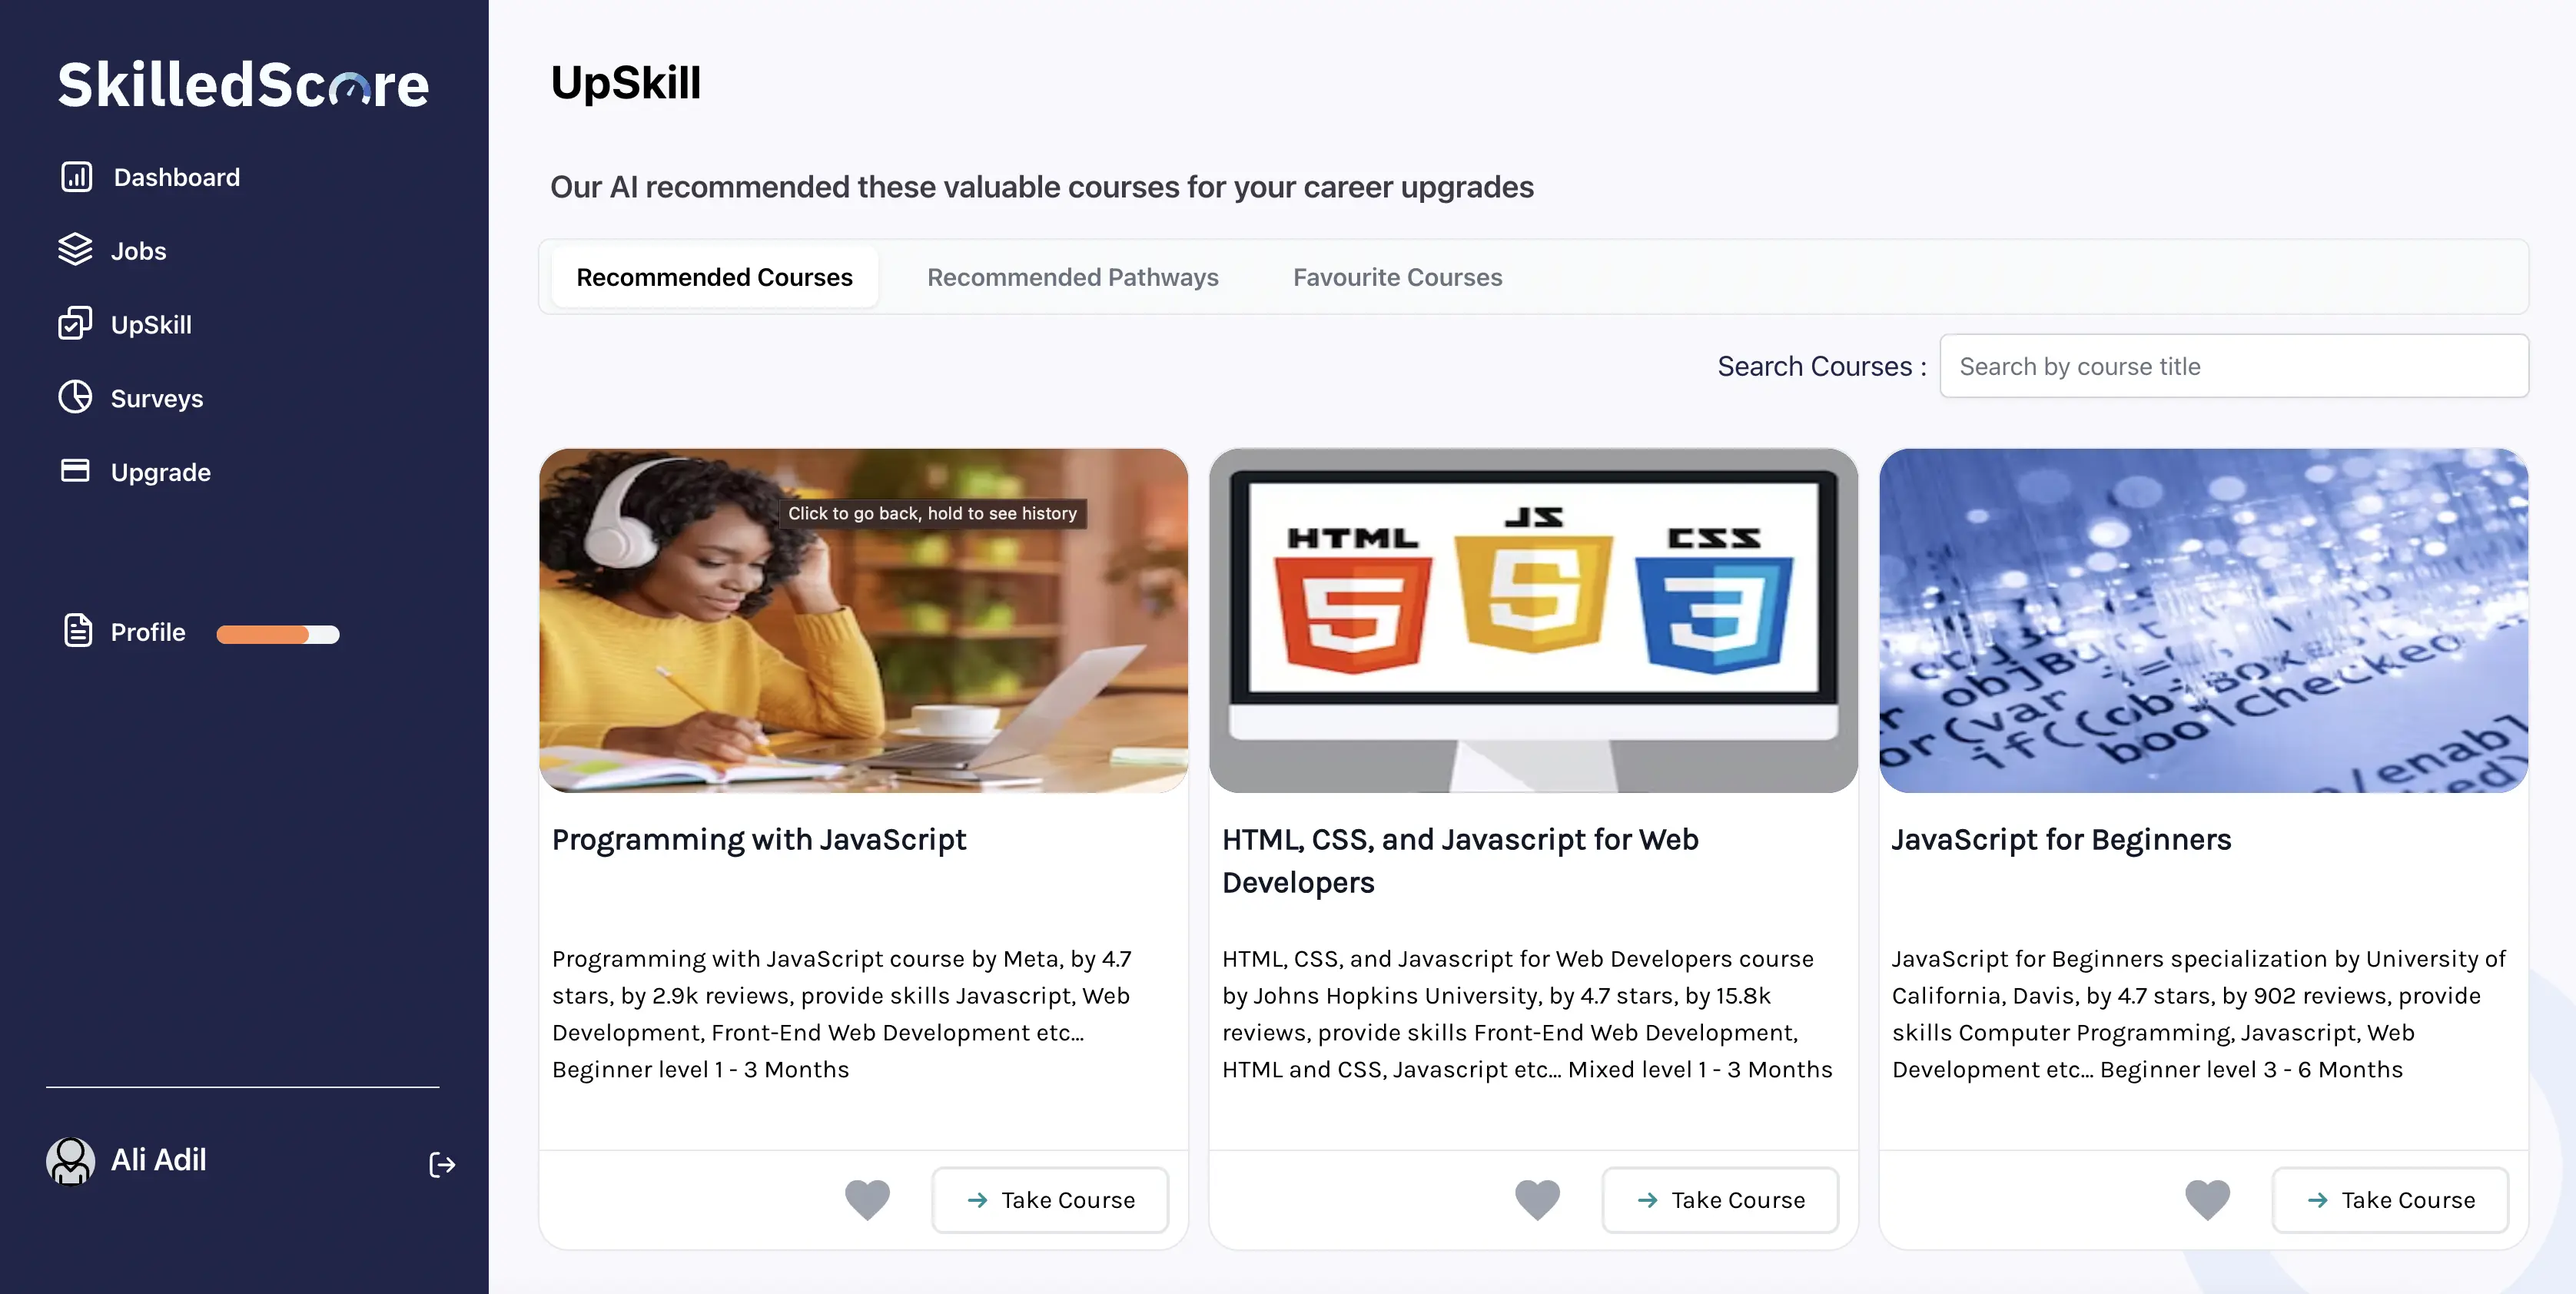 SkilledScore
Dashboard
Jobs
UpSkill
Surveys
Upgrade
Profile
Ali Adil
UpSkill
Our AI recommended these valuable courses for your career upgrades
Recommended Courses
Recommended Pathways
Favourite Courses
Search Courses :
Search by course title
Click to go back, hold to see history
Programming with JavaScript
Programming with JavaScript course by Meta, by 4.7
stars, by 2.9k reviews, provide skills Javascript, Web
Development, Front-End Web Development etc...
Beginner level 1 - 3 Months
Take Course
HTML
JS
CSS
5
5
3
HTML, CSS, and Javascript for Web
Developers
HTML, CSS, and Javascript for Web Developers course
by Johns Hopkins University, by 4.7 stars, by 15.8k
reviews, provide skills Front-End Web Development,
HTML and CSS, Javascript etc... Mixed level 1 - 3 Months
Take Course
or(var
JavaScript for Beginners
JavaScript for Beginners specialization by University of
California, Davis, by 4.7 stars, by 902 reviews, provide
skills Computer Programming, Javascript, Web
Development etc... Beginner level 3 - 6 Months
Take Course